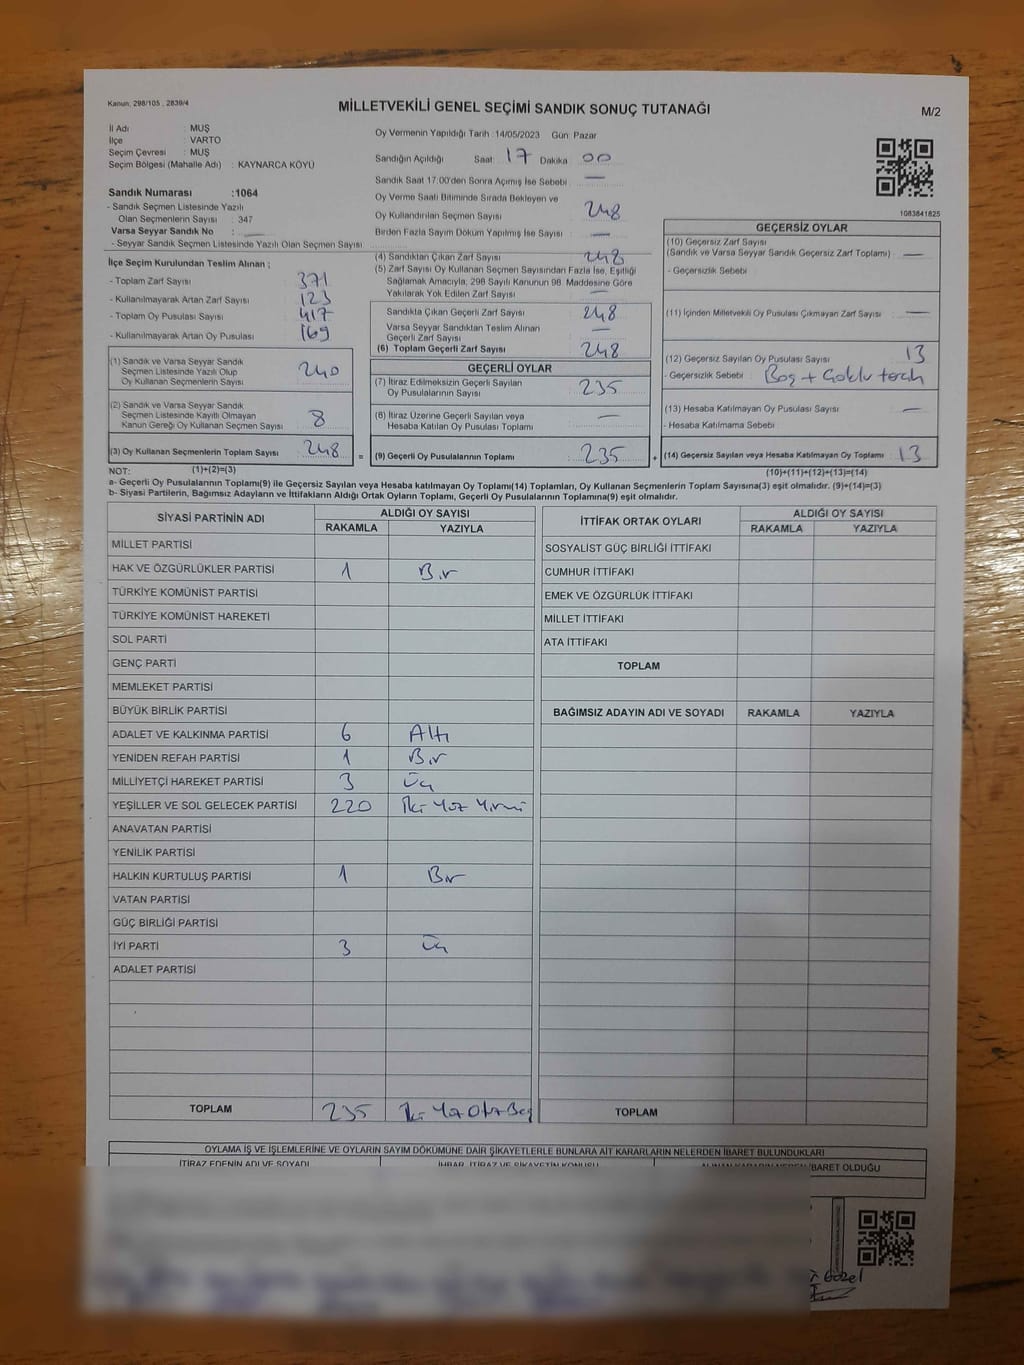 Kanun: 298/105 , 2839/4
MİLLETVEKİLİ GENEL SEÇİMİ SANDIK SONUÇ TUTANAĞI
M/2
İl Adı : MUŞ
İlçe : VARTO
Seçim Çevresi : MUŞ
Seçim Bölgesi (Mahalle Adı) : KAYNARCA KÖYÜ
Sandık Numarası :1064
- Sandık Seçmen Listesinde Yazılı
Olan Seçmenlerin Sayısı : 347
Varsa Seyyar Sandık No :
- Seyyar Sandık Seçmen Listesinde Yazılı Olan Seçmen Sayısı :
İlçe Seçim Kurulundan Teslim Alınan ;
- Toplam Zarf Sayısı : 371
- Kullanılmayarak Artan Zarf Sayısı : 123
- Toplam Oy Pusulası Sayısı : 417
- Kullanılmayarak Artan Oy Pusulası : 169
(1) Sandık ve Varsa Seyyar Sandık
Seçmen Listesinde Yazılı Olup
Oy Kullanan Seçmenlerin Sayısı : 240
(2) Sandık ve Varsa Seyyar Sandık
Seçmen Listesinde Kayıtlı Olmayan
Kanun Gereği Oy Kullanan Seçmen Sayısı : 8
(3) Oy Kullanan Seçmenlerin Toplam Sayısı : 248
Oy Vermenin Yapıldığı Tarih :14/05/2023 Gün: Pazar
Sandığın Açıldığı Saat 17 Dakika 00
Sandık Saat 17:00'den Sonra Açılmış İse Sebebi : —
Oy Verme Saati Bitiminde Sırada Bekleyen ve
Oy Kullandırılan Seçmen Sayısı : 248
Birden Fazla Sayım Döküm Yapılmış İse Sayısı : —
(4) Sandıktan Çıkan Zarf Sayısı : 248
(5) Zarf Sayısı Oy Kullanan Seçmen Sayısından Fazla İse, Eşitliği
Sağlamak Amacıyla; 298 Sayılı Kanunun 98. Maddesine Göre
Yakılarak Yok Edilen Zarf Sayısı : —
Sandıkta Çıkan Geçerli Zarf Sayısı : 248
Varsa Seyyar Sandıktan Teslim Alınan
Geçerli Zarf Sayısı : —
(6) Toplam Geçerli Zarf Sayısı : 248
GEÇERLİ OYLAR
(7) İtiraz Edilmeksizin Geçerli Sayılan
Oy Pusulalarının Sayısı : 235
(8) İtiraz Üzerine Geçerli Sayılan veya
Hesaba Katılan Oy Pusulası Toplamı : —
= (9) Geçerli Oy Pusulalarının Toplamı : 235
1083841825
GEÇERSİZ OYLAR
(10) Geçersiz Zarf Sayısı
(Sandık ve Varsa Seyyar Sandık Geçersiz Zarf Toplamı) : —
- Geçersizlik Sebebi :
(11) İçinden Milletvekili Oy Pusulası Çıkmayan Zarf Sayısı : —
(12) Geçersiz Sayılan Oy Pusulası Sayısı : 13
- Geçersizlik Sebebi : Boş + Çoklu tercih
(13) Hesaba Katılmayan Oy Pusulası Sayısı : —
- Hesaba Katılmama Sebebi :
+ (14) Geçersiz Sayılan veya Hesaba Katılmayan Oy Toplamı : 13
NOT: (1)+(2)=(3) (10)+(11)+(12)+(13)=(14)
a- Geçerli Oy Pusulalarının Toplamı(9) ile Geçersiz Sayılan veya Hesaba katılmayan Oy Toplamı(14) Toplamları, Oy Kullanan Seçmenlerin Toplam Sayısına(3) eşit olmalıdır. (9)+(14)=(3)
b- Siyasi Partilerin, Bağımsız Adayların ve İttifakların Aldığı Ortak Oyların Toplamı, Geçerli Oy Pusulalarının Toplamına(9) eşit olmalıdır.
SİYASİ PARTİNİN ADI ALDIĞI OY SAYISI
RAKAMLA YAZIYLA
MİLLET PARTİSİ
HAK VE ÖZGÜRLÜKLER PARTİSİ 1 Bir
TÜRKİYE KOMÜNİST PARTİSİ
TÜRKİYE KOMÜNİST HAREKETİ
SOL PARTİ
GENÇ PARTİ
MEMLEKET PARTİSİ
BÜYÜK BİRLİK PARTİSİ
ADALET VE KALKINMA PARTİSİ 6 Altı
YENİDEN REFAH PARTİSİ 1 Bir
MİLLİYETÇİ HAREKET PARTİSİ 3 Üç
YEŞİLLER VE SOL GELECEK PARTİSİ 220 İki Yüz Yirmi
ANAVATAN PARTİSİ
YENİLİK PARTİSİ
HALKIN KURTULUŞ PARTİSİ 1 Bir
VATAN PARTİSİ
GÜÇ BİRLİĞİ PARTİSİ
İYİ PARTİ 3 Üç
ADALET PARTİSİ
TOPLAM 235 İki Yüz Otuz Beş
İTTİFAK ORTAK OYLARI ALDIĞI OY SAYISI
RAKAMLA YAZIYLA
SOSYALİST GÜÇ BİRLİĞİ İTTİFAKI
CUMHUR İTTİFAKI
EMEK VE ÖZGÜRLÜK İTTİFAKI
MİLLET İTTİFAKI
ATA İTTİFAKI
TOPLAM
BAĞIMSIZ ADAYIN ADI VE SOYADI RAKAMLA YAZIYLA
TOPLAM
OYLAMA İŞ VE İŞLEMLERİNE VE OYLARIN SAYIM DÖKÜMÜNE DAİR ŞİKAYETLERLE BUNLARA AİT KARARLARIN NELERDEN İBARET BULUNDUKLARI
İTİRAZ EDENİN ADI VE SOYADI İHBAR, İTİRAZ VE ŞİKAYETİN KONUSU ALINAN KARARIN NEDEN İBARET OLDUĞU